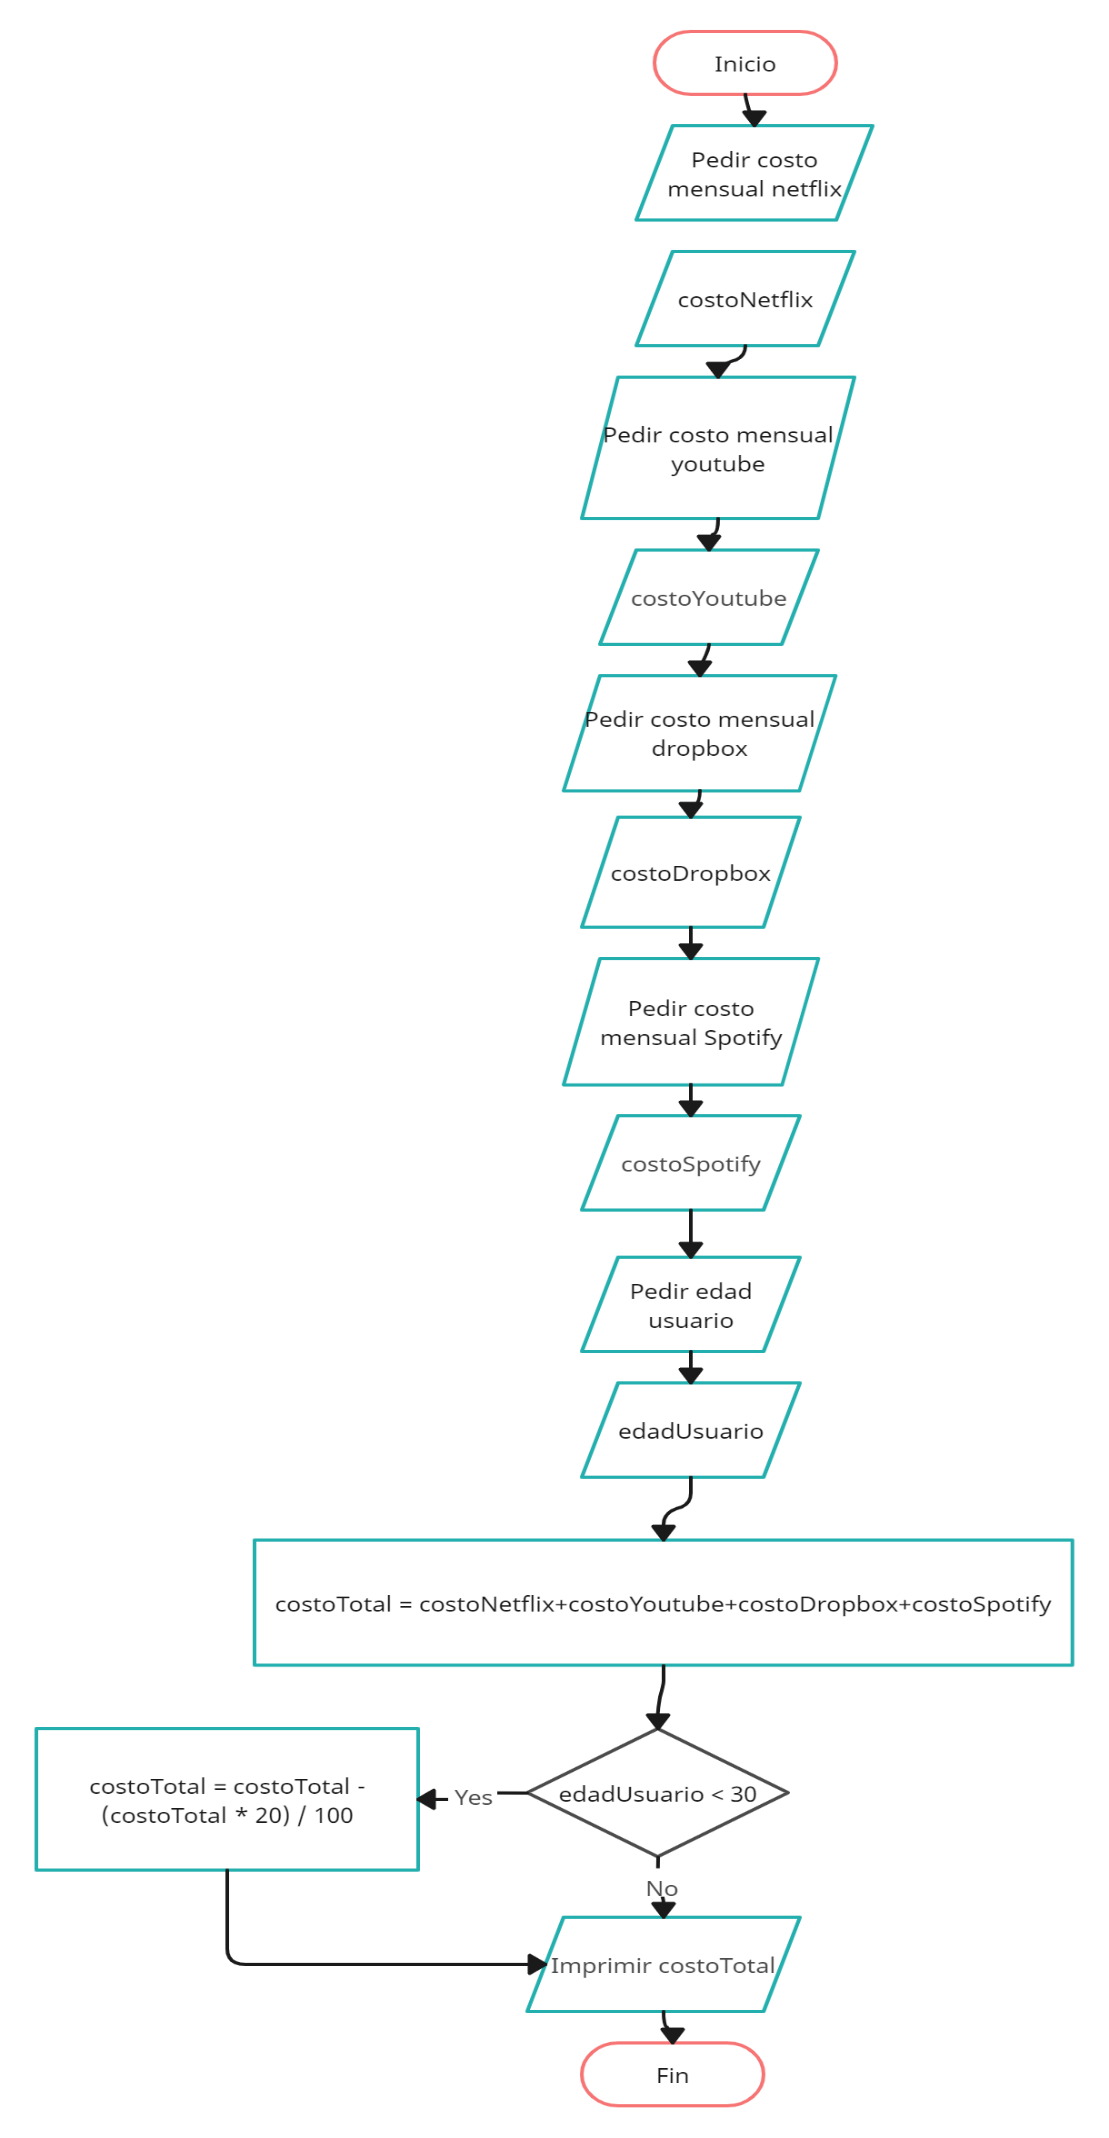 Inicio
Pedir costo
mensual netflix
costoNetflix
Pedir costo mensual
youtube
costoYoutube
Pedir costo mensual
dropbox
costoDropbox
Pedir costo
mensual Spotify
costoSpotify
Pedir edad
usuario
edadUsuario
costoTotal = costoNetflix+costoYoutube+costoDropbox+costoSpotify
costoTotal = costoTotal -
(costoTotal * 20) / 100
Yes
edadUsuario < 30
No
Imprimir costoTotal
Fin